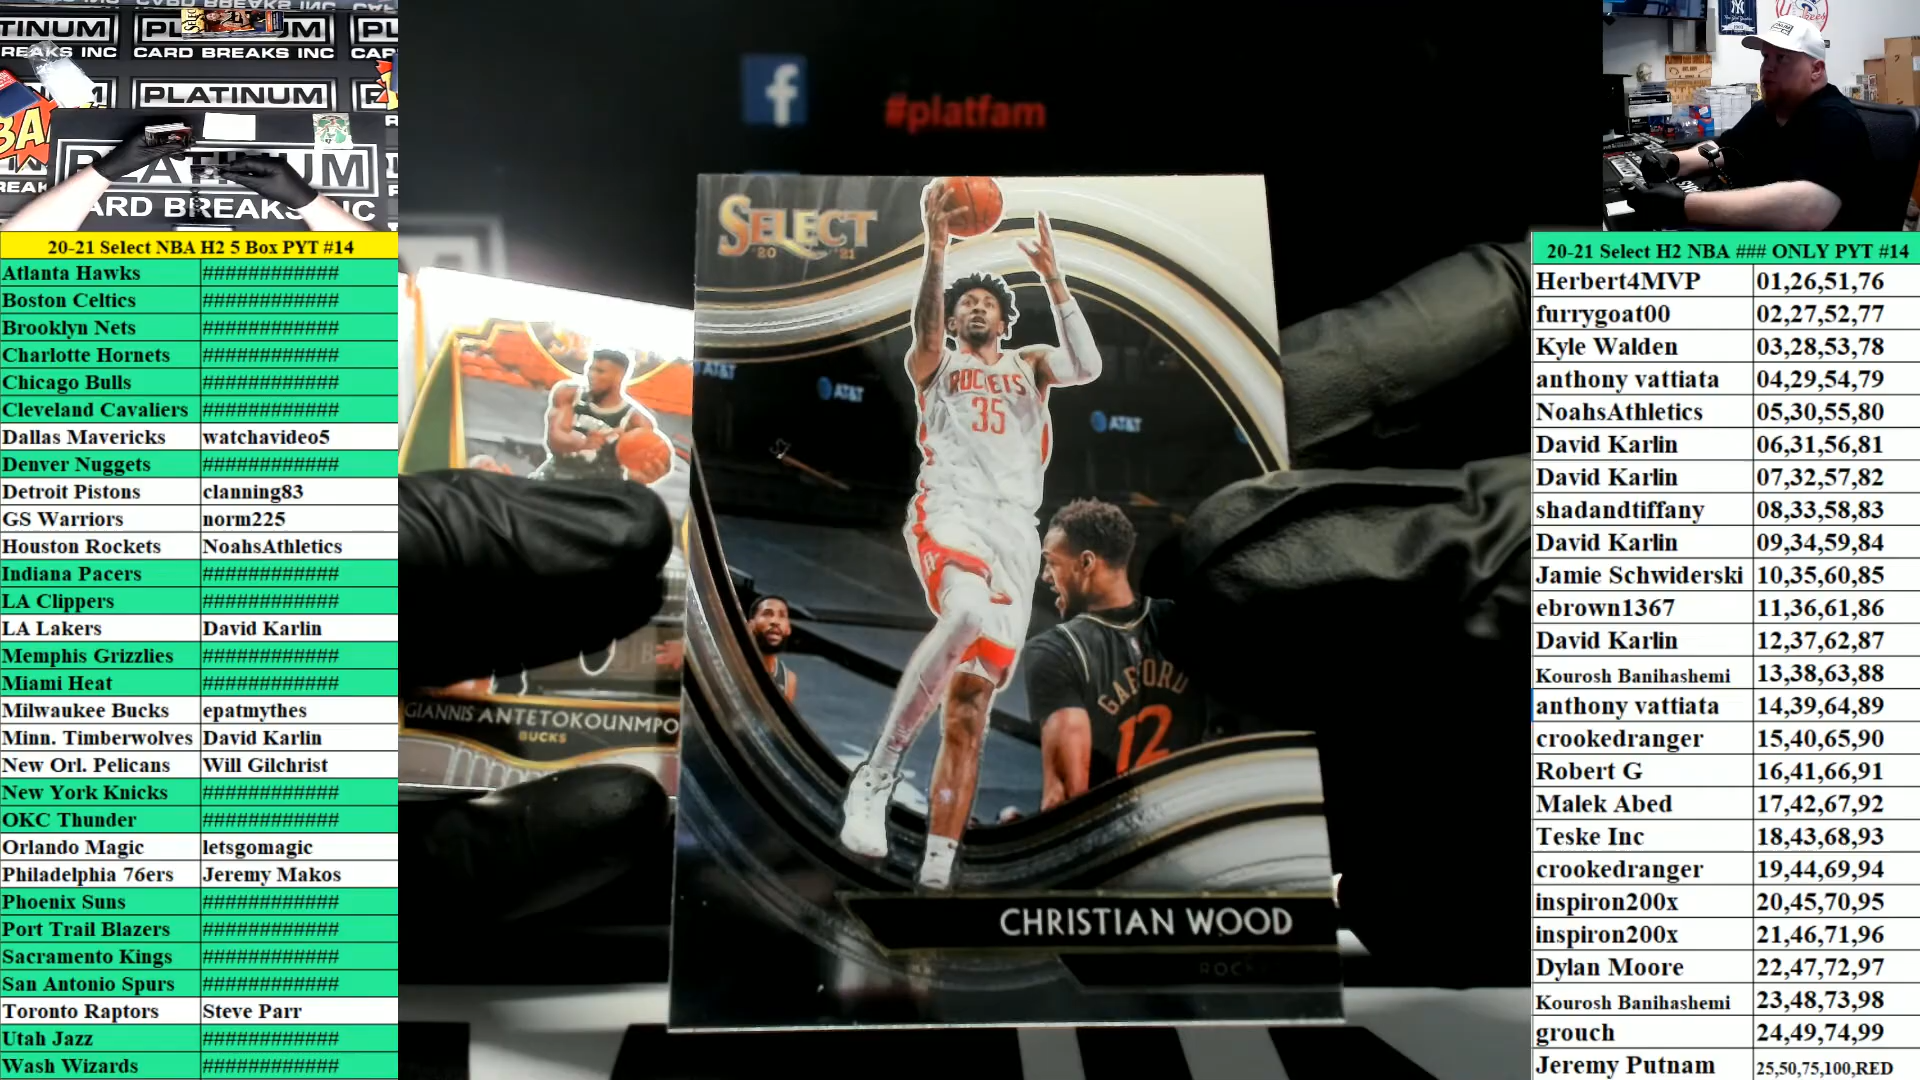 PLATINUM
CARD BREAKS INC
PLATINUM
PLATINUM
CARD BREAKS INC
20-21 Select NBA H2 5 Box PYT #14
Atlanta Hawks ############
Boston Celtics ############
Brooklyn Nets ############
Charlotte Hornets ############
Chicago Bulls ############
Cleveland Cavaliers ############
Dallas Mavericks watchavideo5
Denver Nuggets ############
Detroit Pistons clanning83
GS Warriors norm225
Houston Rockets NoahsAthletics
Indiana Pacers ############
LA Clippers ############
LA Lakers David Karlin
Memphis Grizzlies ############
Miami Heat ############
Milwaukee Bucks epatmythes
Minn. Timberwolves David Karlin
New Orl. Pelicans Will Gilchrist
New York Knicks ############
OKC Thunder ############
Orlando Magic letsgomagic
Philadelphia 76ers Jeremy Makos
Phoenix Suns ############
Port Trail Blazers ############
Sacramento Kings ############
San Antonio Spurs ############
Toronto Raptors Steve Parr
Utah Jazz ############
Wash Wizards ############
f
#platfam
SELECT
20 21
AT&T
AT&T
AT&T
ROCKETS
35
GAFFORD
12
GIANNIS ANTETOKOUNMPO
BUCKS
CHRISTIAN WOOD
20-21 Select H2 NBA ### ONLY PYT #14
Herbert4MVP 01,26,51,76
furrygoat00 02,27,52,77
Kyle Walden 03,28,53,78
anthony vattiata 04,29,54,79
NoahsAthletics 05,30,55,80
David Karlin 06,31,56,81
David Karlin 07,32,57,82
shadandtiffany 08,33,58,83
David Karlin 09,34,59,84
Jamie Schwiderski 10,35,60,85
ebrown1367 11,36,61,86
David Karlin 12,37,62,87
Kourosh Banihashemi 13,38,63,88
anthony vattiata 14,39,64,89
crookedranger 15,40,65,90
Robert G 16,41,66,91
Malek Abed 17,42,67,92
Teske Inc 18,43,68,93
crookedranger 19,44,69,94
inspiron200x 20,45,70,95
inspiron200x 21,46,71,96
Dylan Moore 22,47,72,97
Kourosh Banihashemi 23,48,73,98
grouch 24,49,74,99
Jeremy Putnam 25,50,75,100,RED